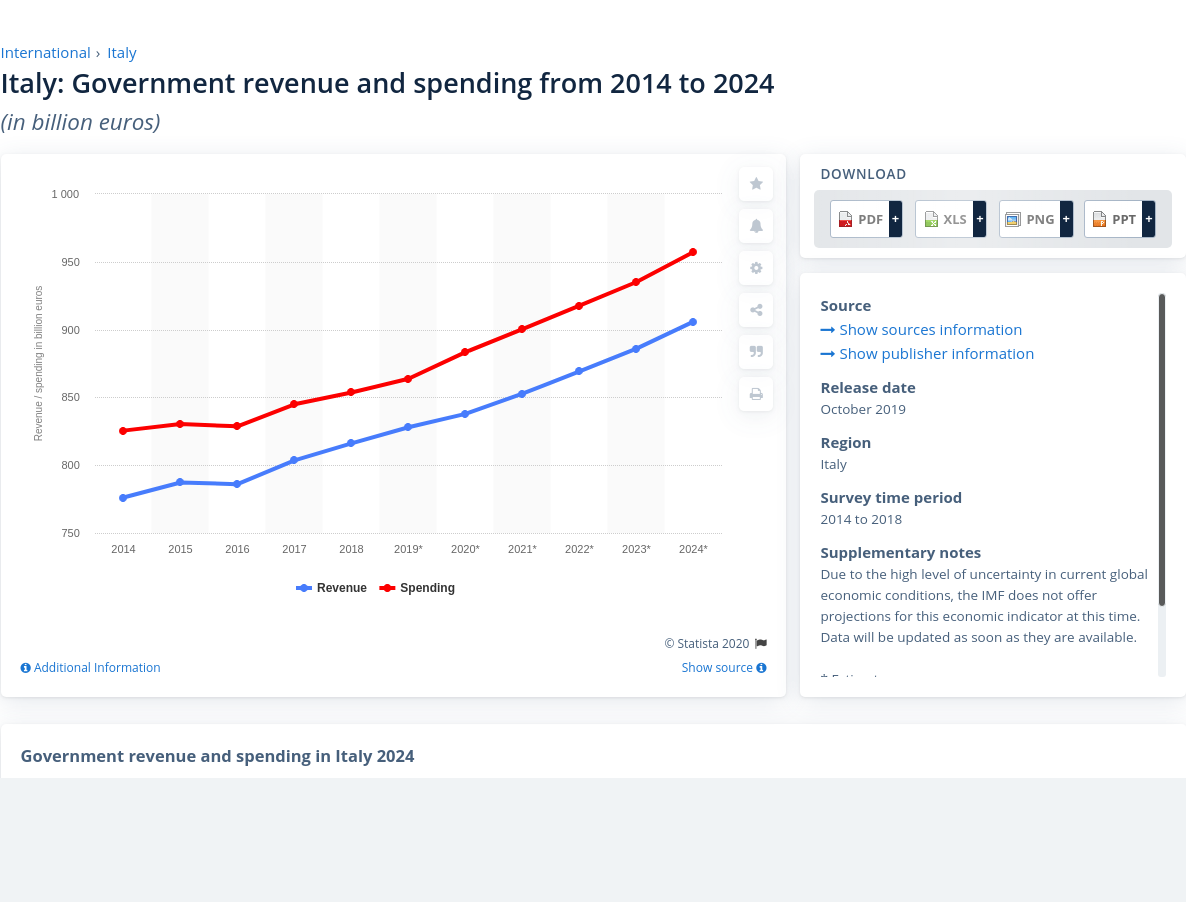 International › Italy
Italy: Government revenue and spending from 2014 to 2024
(in billion euros)
Revenue / spending in billion euros
1 000
950
900
850
800
750
2014 2015 2016 2017 2018 2019* 2020* 2021* 2022* 2023* 2024*
Revenue Spending
© Statista 2020
Additional Information
Show source
DOWNLOAD
PDF + XLS + PNG + PPT +
Source
Show sources information
Show publisher information
Release date
October 2019
Region
Italy
Survey time period
2014 to 2018
Supplementary notes
Due to the high level of uncertainty in current global
economic conditions, the IMF does not offer
projections for this economic indicator at this time.
Data will be updated as soon as they are available.
Government revenue and spending in Italy 2024